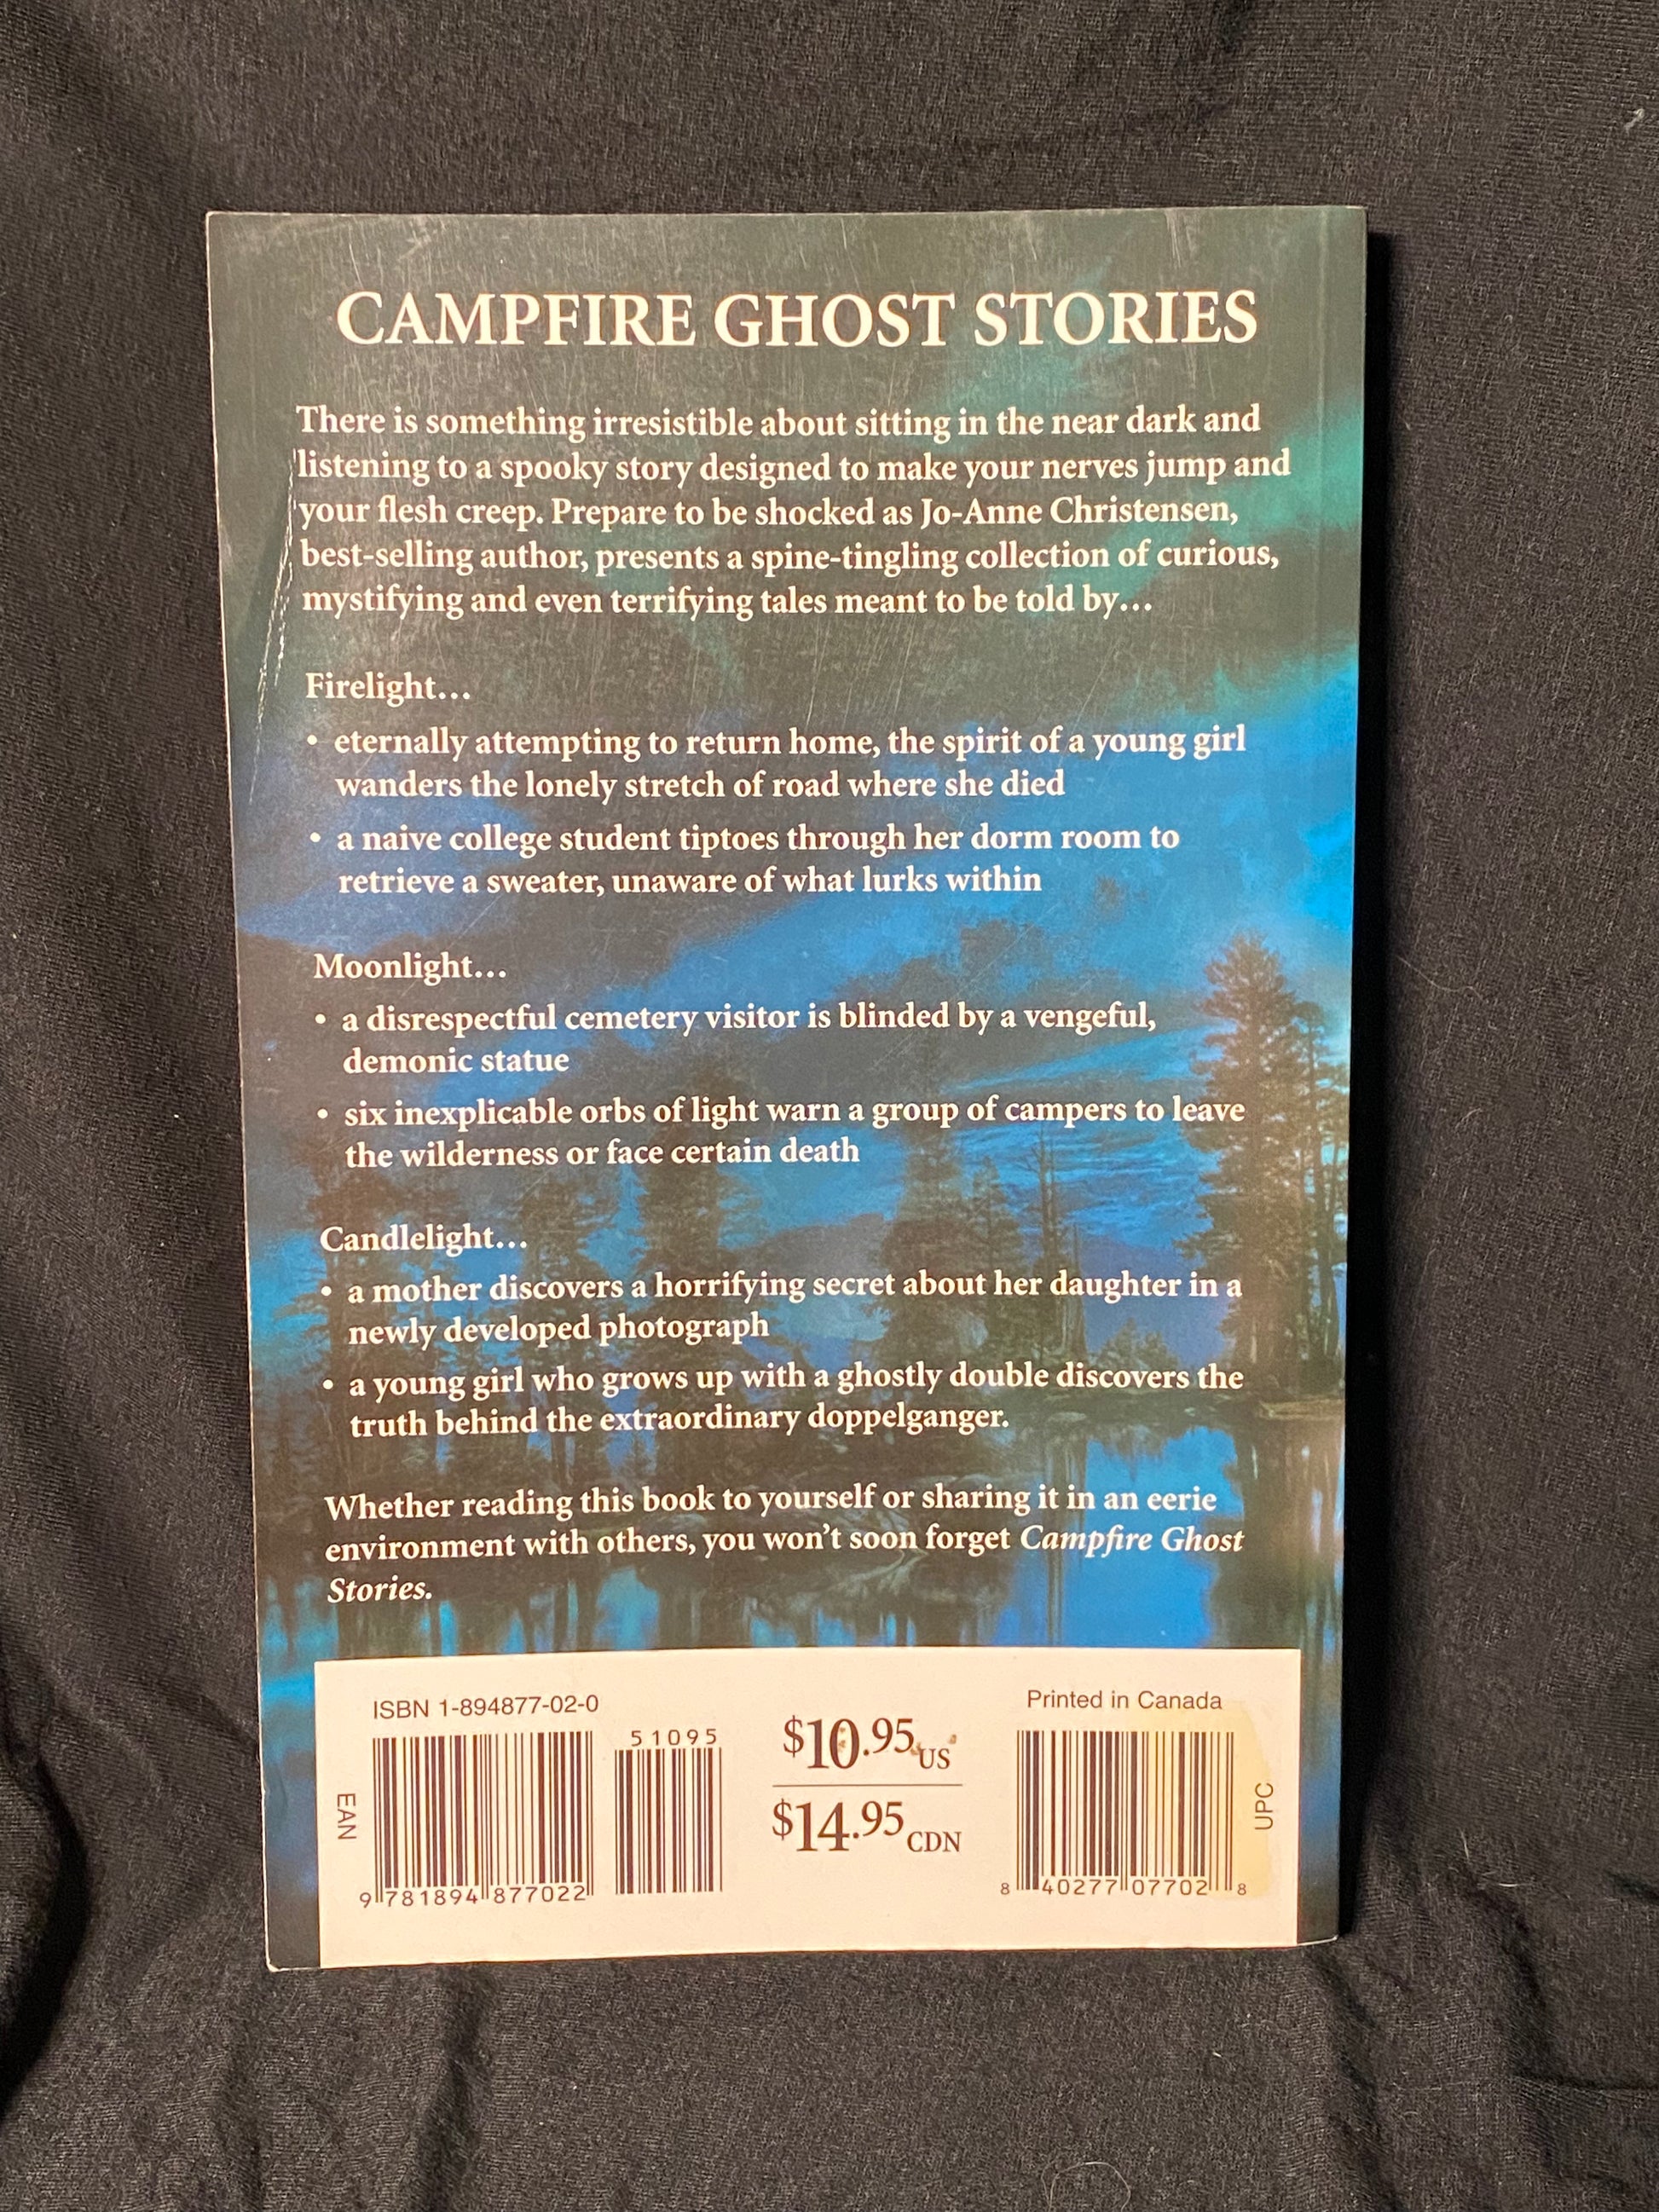 CAMPFIRE GHOST STORIES
There is something irresistible about sitting in the near dark and
listening to a spooky story designed to make your nerves jump and
your flesh creep. Prepare to be shocked as Jo-Anne Christensen,
best-selling author, presents a spine-tingling collection of curious,
mystifying and even terrifying tales meant to be told by…
Firelight…
• eternally attempting to return home, the spirit of a young girl
wanders the lonely stretch of road where she died
• a naive college student tiptoes through her dorm room to
retrieve a sweater, unaware of what lurks within
Moonlight…
• a disrespectful cemetery visitor is blinded by a vengeful,
demonic statue
• six inexplicable orbs of light warn a group of campers to leave
the wilderness or face certain death
Candlelight…
• a mother discovers a horrifying secret about her daughter in a
newly developed photograph
• a young girl who grows up with a ghostly double discovers the
truth behind the extraordinary doppelganger.
Whether reading this book to yourself or sharing it in an eerie
environment with others, you won't soon forget Campfire Ghost
Stories.
ISBN 1-894877-02-0
51095
EAN
9 781894 877022
$10.95 US
$14.95 CDN
Printed in Canada
UPC
8 40277 07702 8